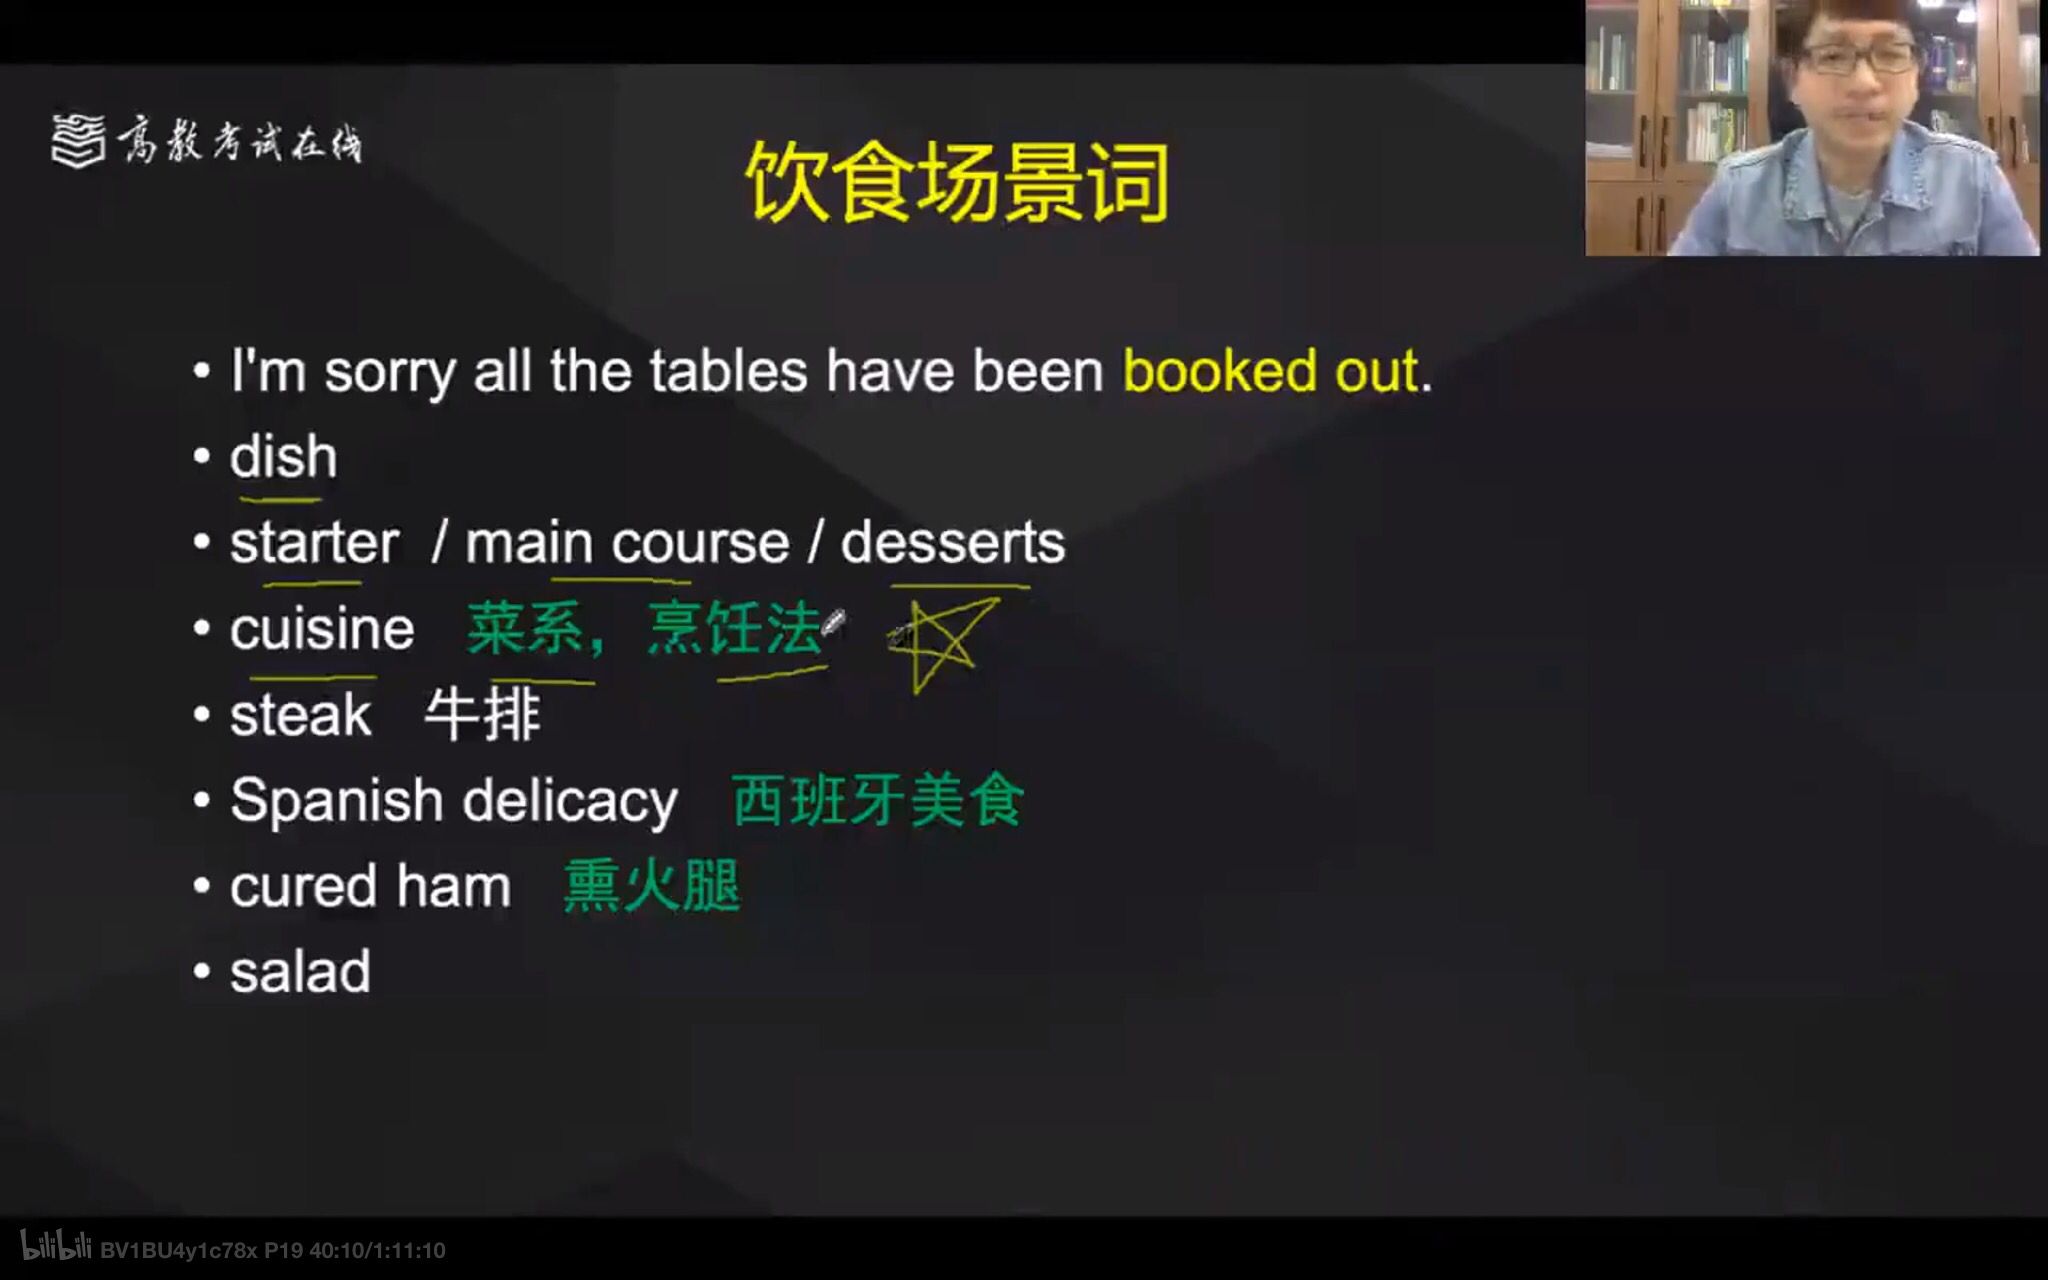 高教考试在线
饮食场景词
• I'm sorry all the tables have been booked out.
• dish
• starter / main course / desserts
• cuisine 菜系，烹饪法
• steak 牛排
• Spanish delicacy 西班牙美食
• cured ham 熏火腿
• salad
bilibili BV1BU4y1c78x P19 40:10/1:11:10